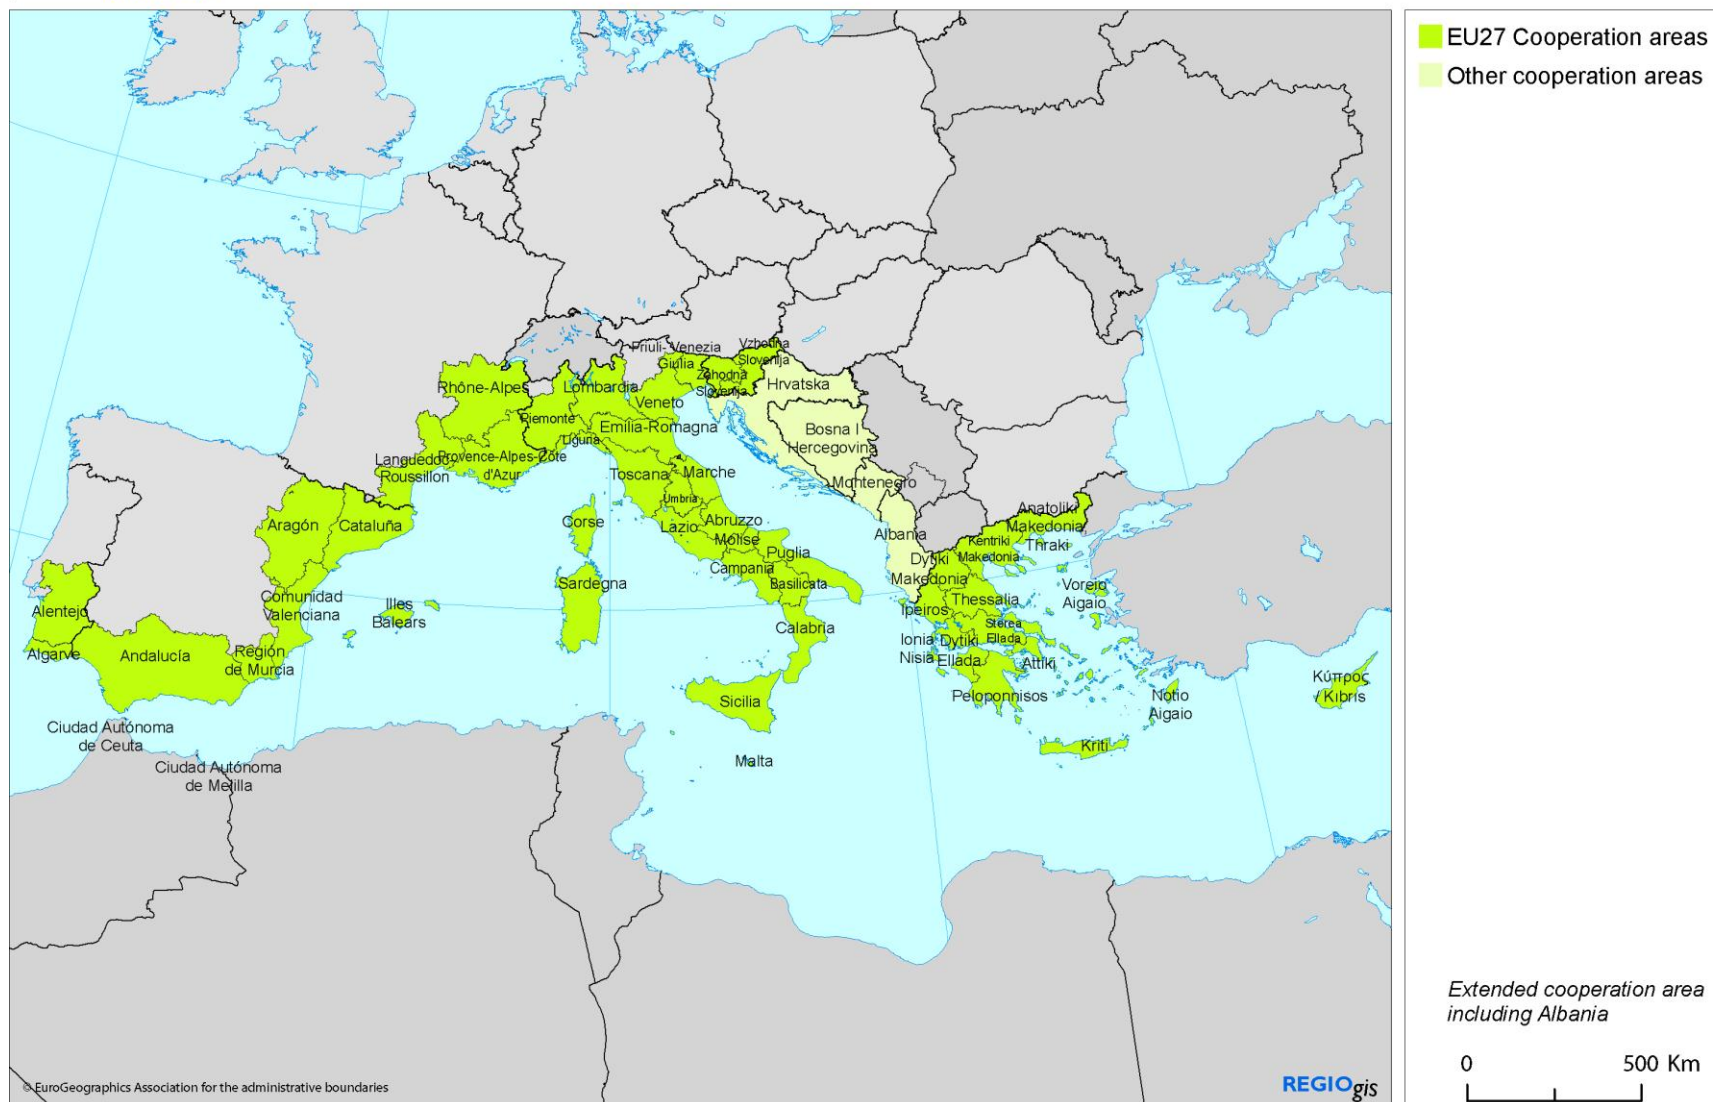 EU27 Cooperation areas
Other cooperation areas
Priuli- Venezia
Giulia
Vzhodna
Slovenija
Zahodna
Slovenija
Hrvatska
Rhône-Alpes
Lombardia
Veneto
Piemonte
Emilia-Romagna
Liguria
Bosna I
Hercegovina
Languedoc-
Roussillon
Provence-Alpes-Côte
d'Azur
Toscana
Marche
Montenegro
Umbria
Aragón
Cataluña
Corse
Lazio
Abruzzo
Molise
Albania
Anatoliki
Makedonia
Thraki
Kentriki
Makedonia
Puglia
Campania
Basilicata
Dytiki
Makedonia
Sardegna
Voreio
Aigaio
Comunidad
Valenciana
Illes
Balears
Alentejo
Ipeiros
Thessalia
Sterea
Ellada
Calabria
Algarve
Andalucía
Región
de Murcia
Ionia
Nisia
Dytiki
Ellada
Attiki
Sicilia
Peloponnisos
Notio
Aigaio
Κύπρος
/ Kıbrıs
Ciudad Autónoma
de Ceuta
Kriti
Malta
Ciudad Autónoma
de Melilla
Extended cooperation area
including Albania
0 500 Km
© EuroGeographics Association for the administrative boundaries
REGIOgis